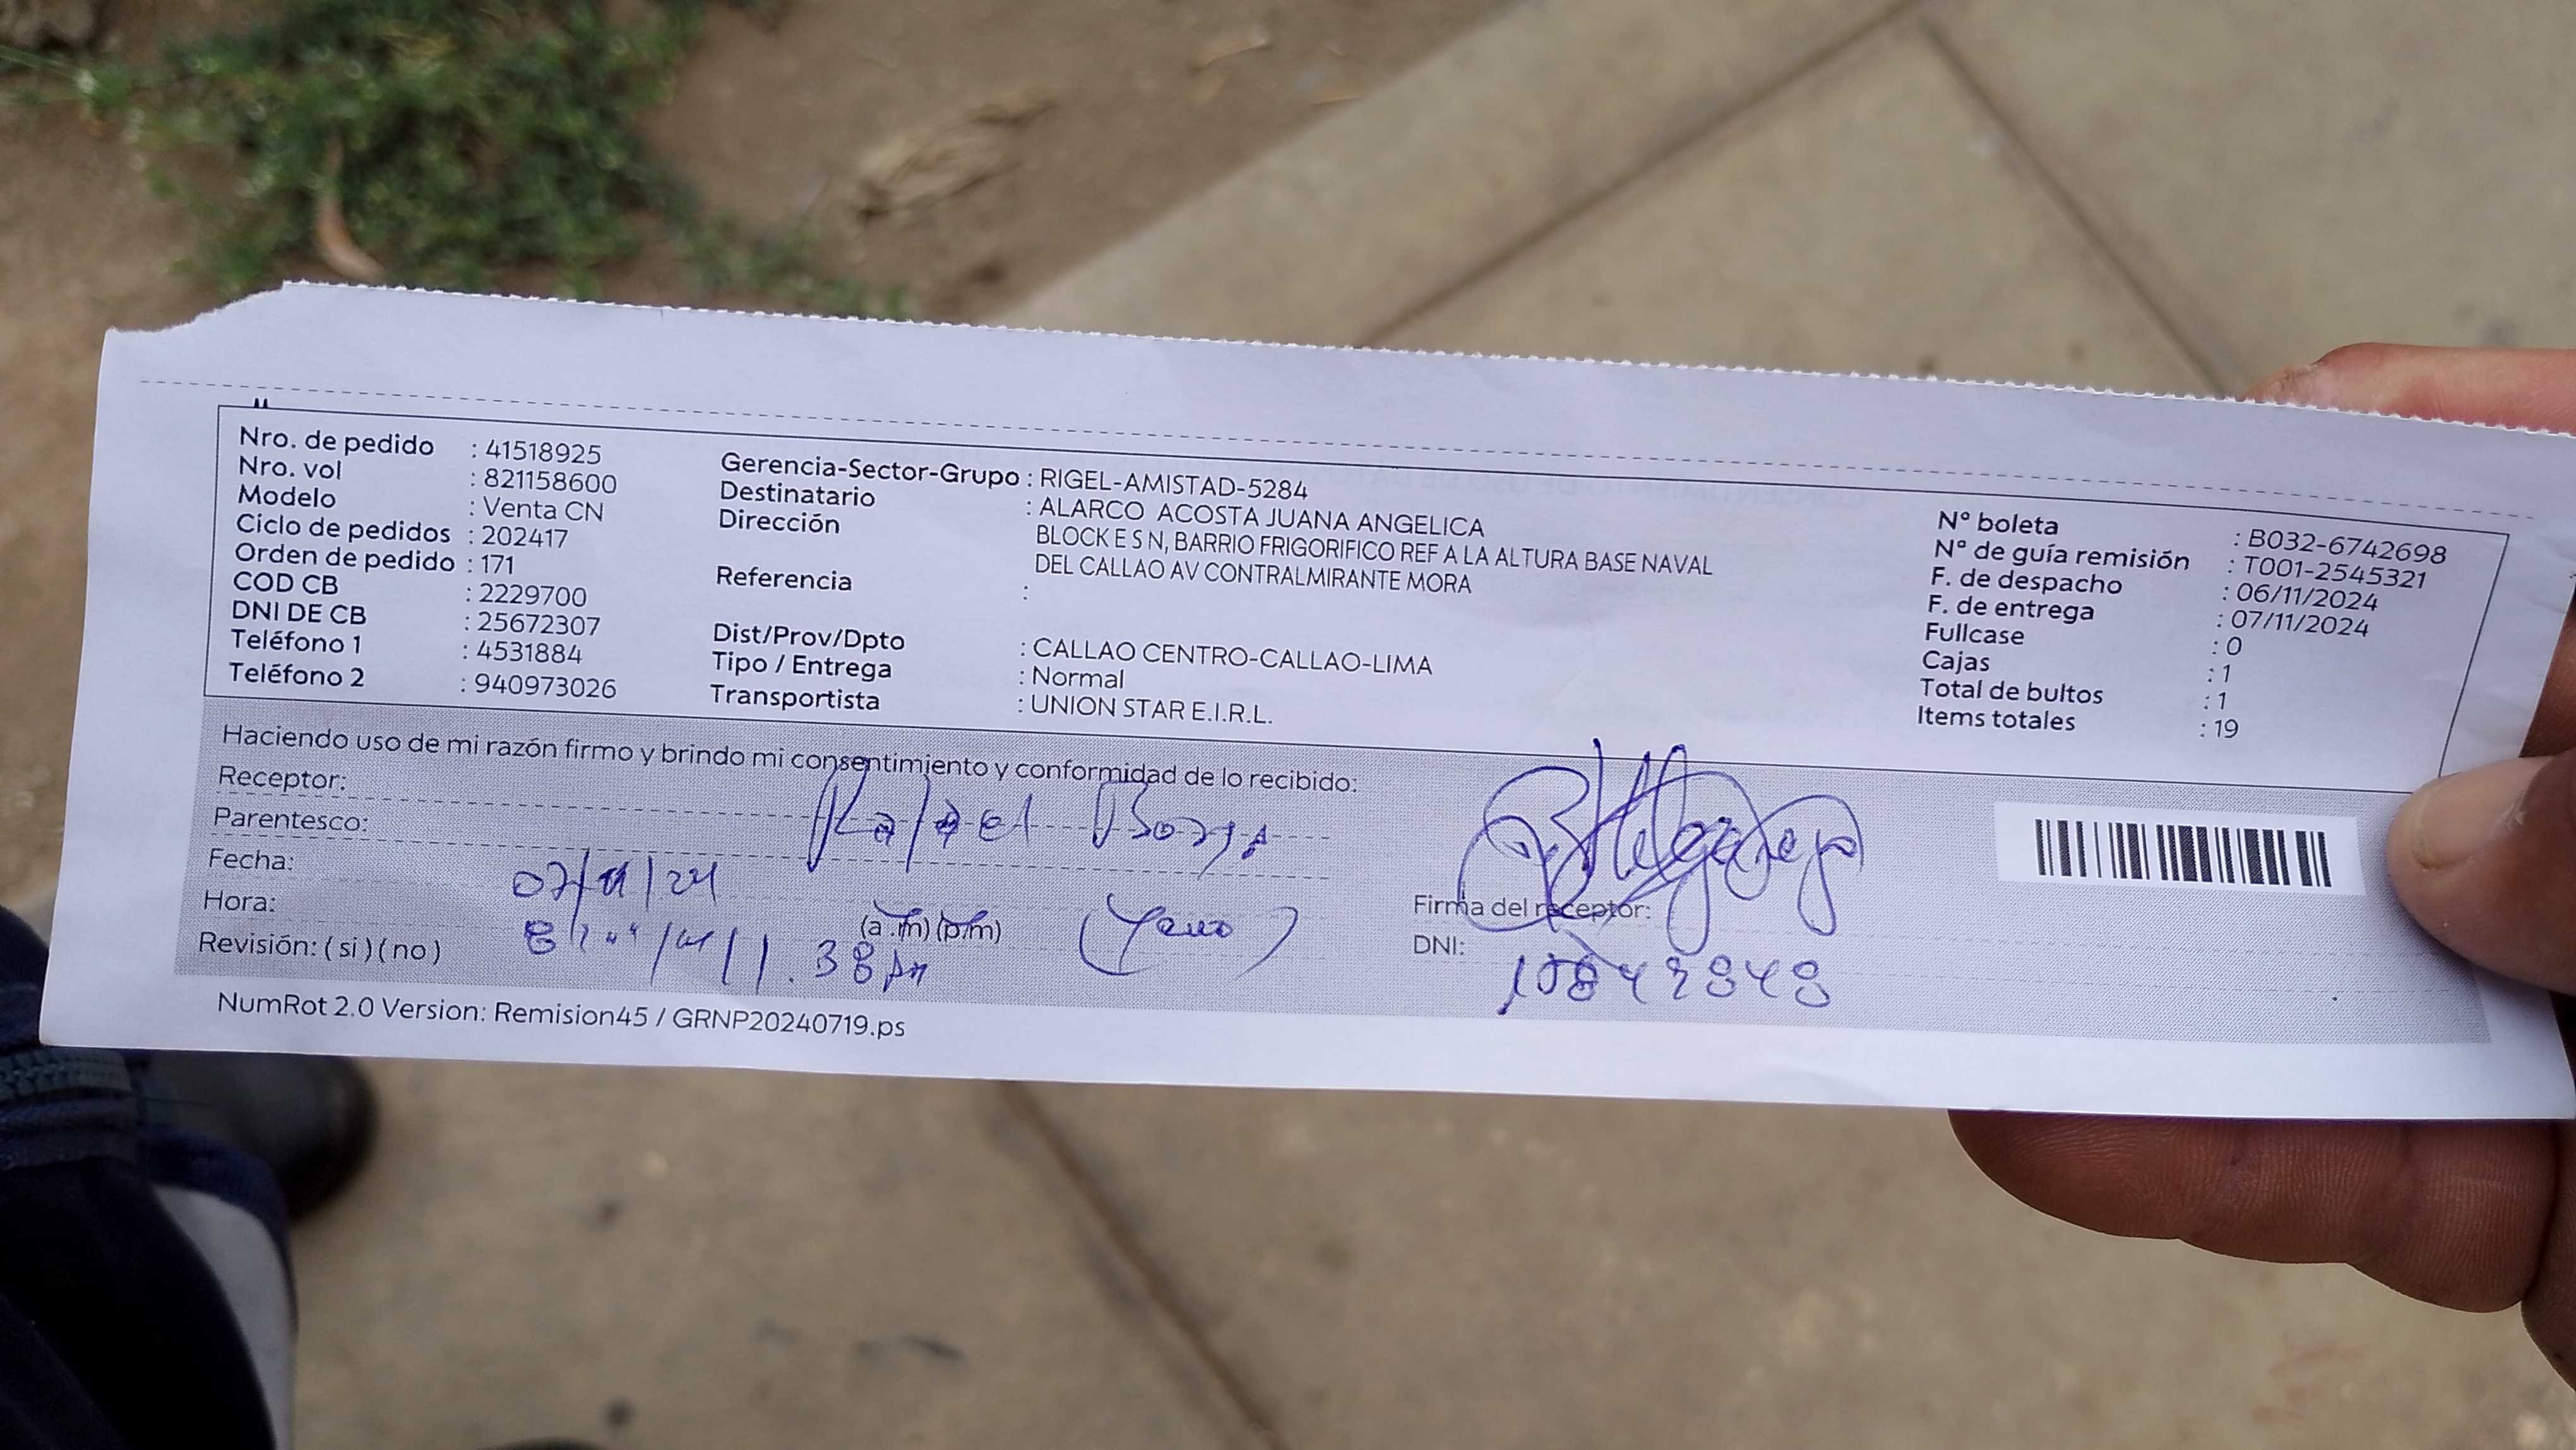 Nro. de pedido : 41518925
Nro. vol : 821158600
Modelo : Venta CN
Ciclo de pedidos : 202417
Orden de pedido : 171
COD CB : 2229700
DNI DE CB : 25672307
Teléfono 1 : 4531884
Teléfono 2 : 940973026
Gerencia-Sector-Grupo : RIGEL-AMISTAD-5284
Destinatario : ALARCO ACOSTA JUANA ANGELICA
Dirección BLOCK E S N, BARRIO FRIGORIFICO REF A LA ALTURA BASE NAVAL
DEL CALLAO AV CONTRALMIRANTE MORA
Referencia :
Dist/Prov/Dpto : CALLAO CENTRO-CALLAO-LIMA
Tipo / Entrega : Normal
Transportista : UNION STAR E.I.R.L.
N° boleta : B032-6742698
N° de guía remisión : T001-2545321
F. de despacho : 06/11/2024
F. de entrega : 07/11/2024
Fullcase : 0
Cajas : 1
Total de bultos : 1
Items totales : 19
Haciendo uso de mi razón firmo y brindo mi consentimiento y conformidad de lo recibido:
Receptor: Rafael
Parentesco:
Fecha: 07/11/24
Hora: (a.m) (p.m)
Revisión: ( si ) ( no ) 11.38
Firma del receptor:
DNI:
NumRot 2.0 Version: Remision45 / GRNP20240719.ps